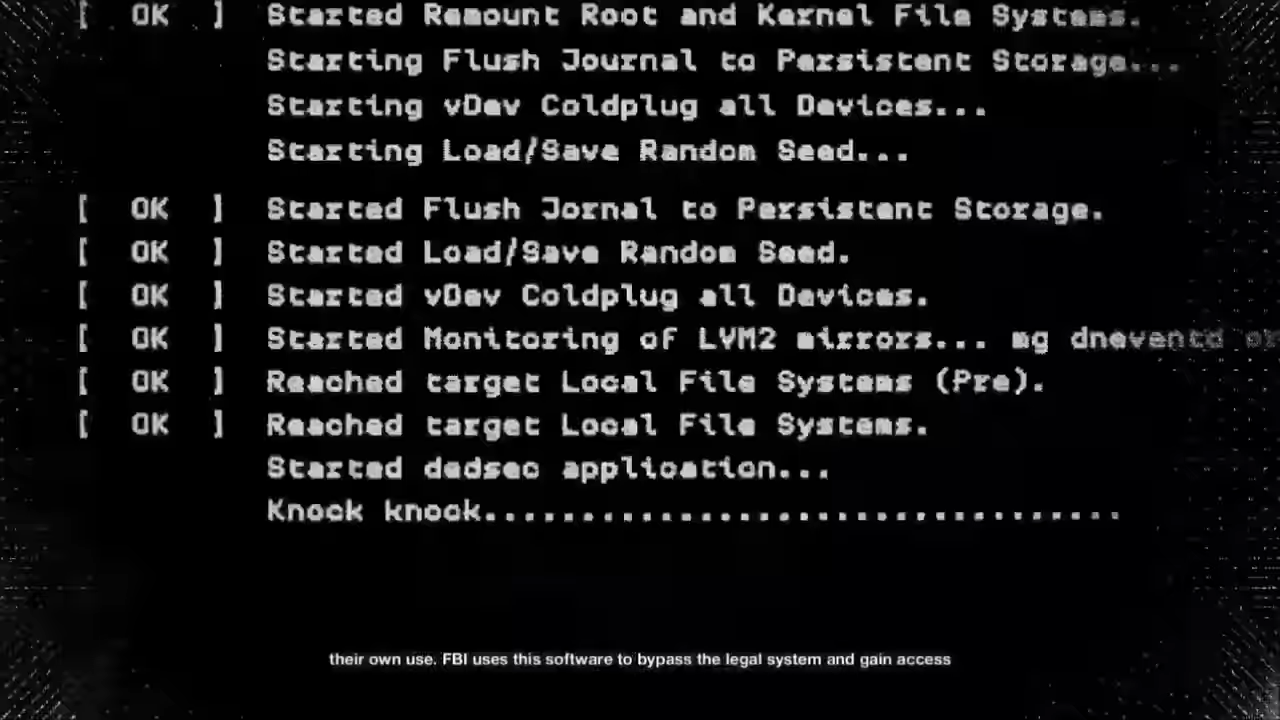 [ OK ] Started Remount Root and Kernel File Systems.
Starting Flush Journal to Persistent Storage...
Starting vDev Coldplug all Devices...
Starting Load/Save Random Seed...
[ OK ] Started Flush Jornal to Persistent Storage.
[ OK ] Started Load/Save Random Seed.
[ OK ] Started vDev Coldplug all Devices.
[ OK ] Started Monitoring of LVM2 mirrors... mg dneventd or
[ OK ] Reached target Local File Systems (Pre).
[ OK ] Reached target Local File Systems.
Started dedsec application...
Knock knock.................................
their own use. FBI uses this software to bypass the legal system and gain access